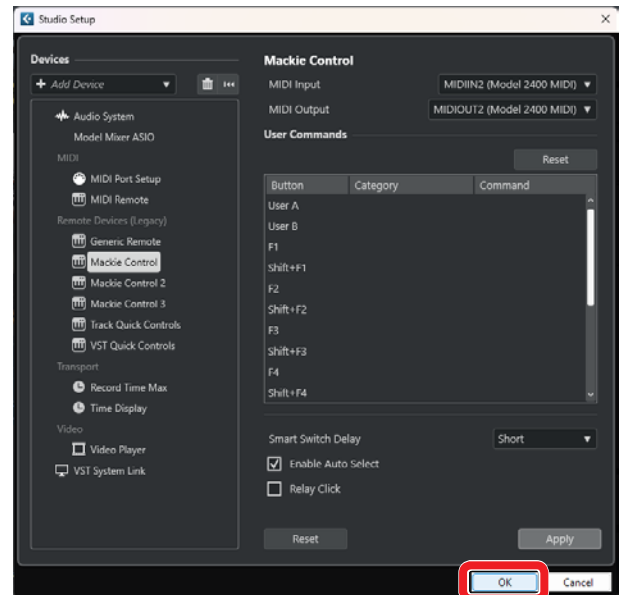 Studio Setup
Devices
+ Add Device
Audio System
Model Mixer ASIO
MIDI
MIDI Port Setup
MIDI Remote
Remote Devices (Legacy)
Generic Remote
Mackie Control
Mackie Control 2
Mackie Control 3
Track Quick Controls
VST Quick Controls
Transport
Record Time Max
Time Display
Video
Video Player
VST System Link
Mackie Control
MIDI Input MIDIIN2 (Model 2400 MIDI)
MIDI Output MIDIOUT2 (Model 2400 MIDI)
User Commands
Reset
Button Category Command
User A
User B
F1
Shift+F1
F2
Shift+F2
F3
Shift+F3
F4
Shift+F4
Smart Switch Delay Short
Enable Auto Select
Relay Click
Reset Apply
OK Cancel